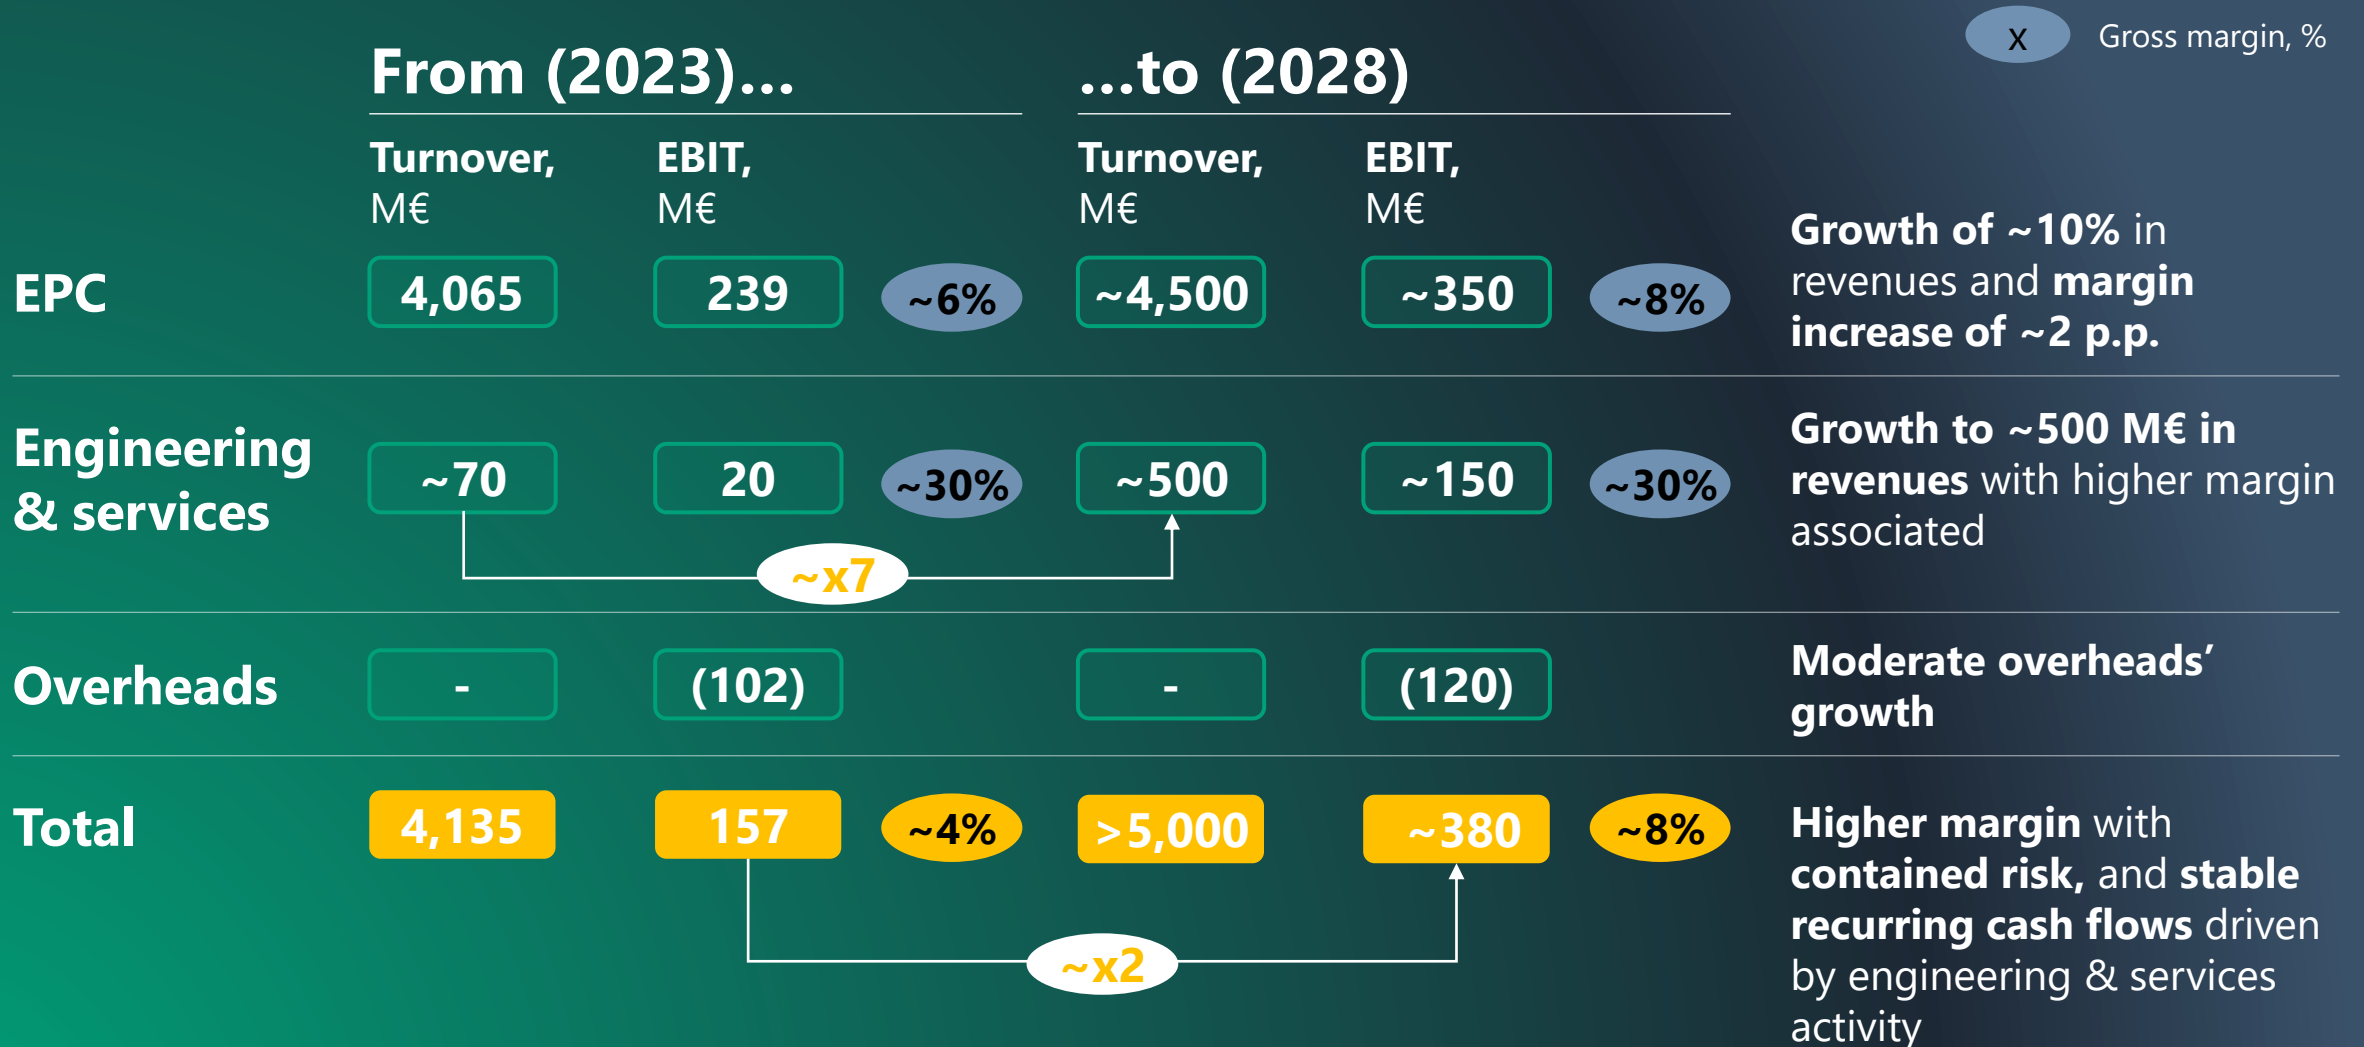 x Gross margin, %
From (2023)... ...to (2028)
Turnover, EBIT, Turnover, EBIT,
M€ M€ M€ M€
EPC 4,065 239 ~6% ~4,500 ~350 ~8%
Growth of ~10% in
revenues and margin
increase of ~2 p.p.
Engineering
& services
~70 20 ~30% ~500 ~150 ~30%
~x7
Growth to ~500 M€ in
revenues with higher margin
associated
Overheads - (102) - (120)
Moderate overheads’
growth
Total 4,135 157 ~4% >5,000 ~380 ~8%
~x2
Higher margin with
contained risk, and stable
recurring cash flows driven
by engineering & services
activity